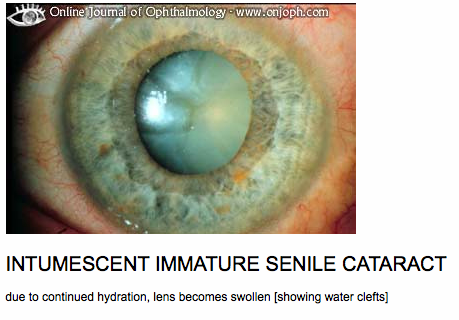 Online Journal of Ophthalmology - www.onjoph.com
INTUMESCENT IMMATURE SENILE CATARACT
due to continued hydration, lens becomes swollen [showing water clefts]